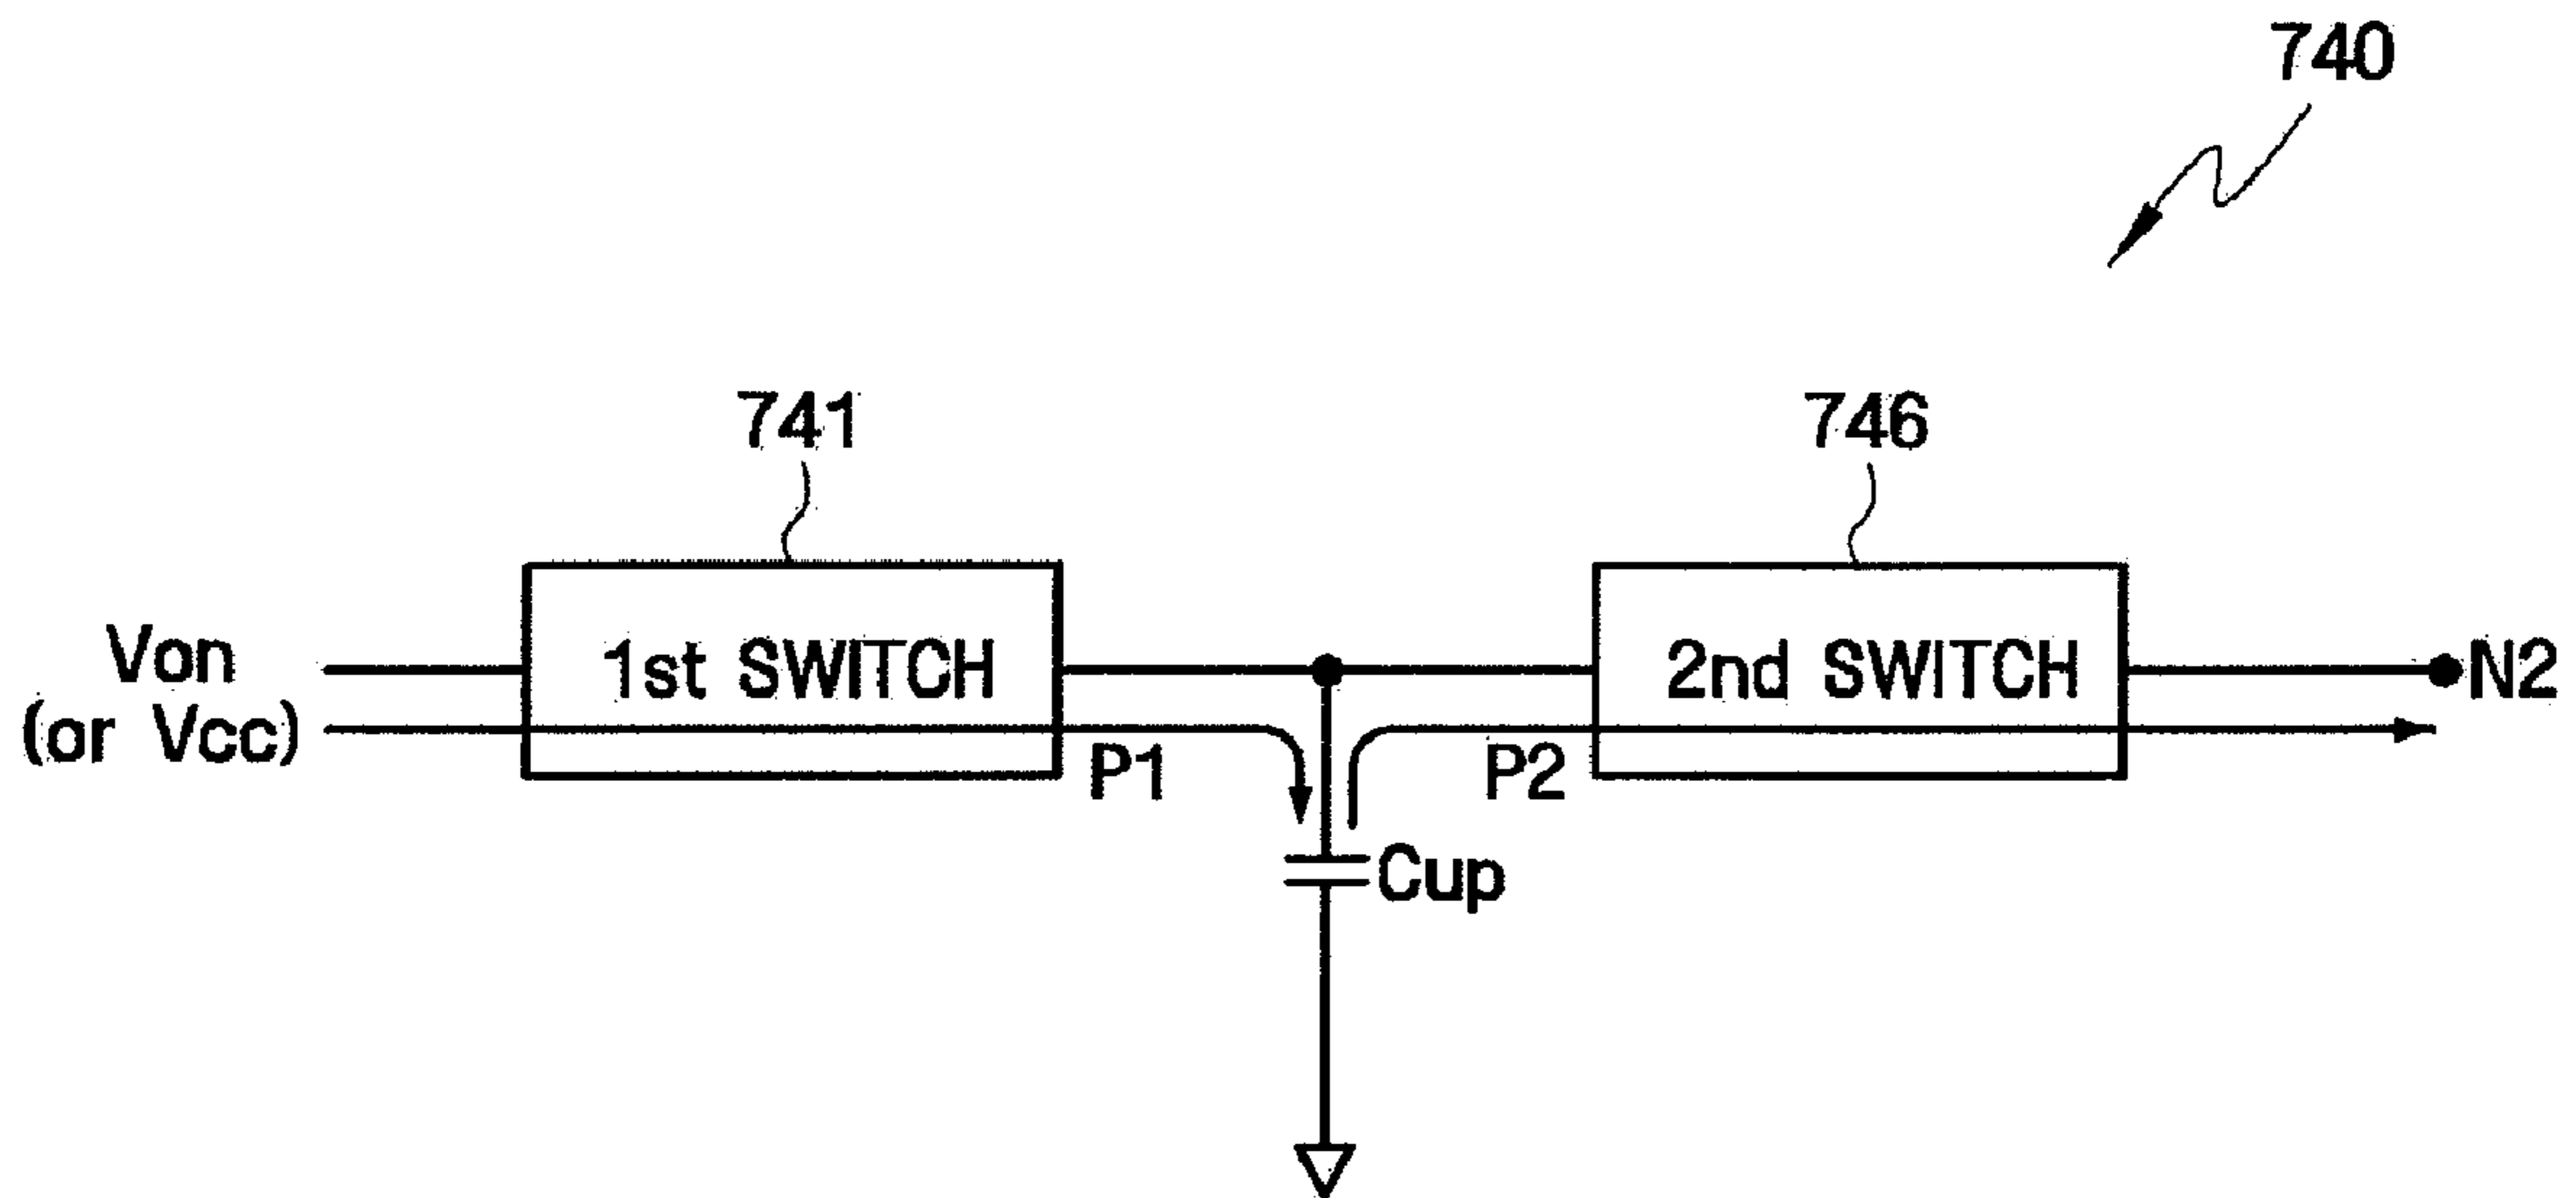 740
741
746
Von
(or Vcc)
1st SWITCH
2nd SWITCH
N2
P1
P2
Cup